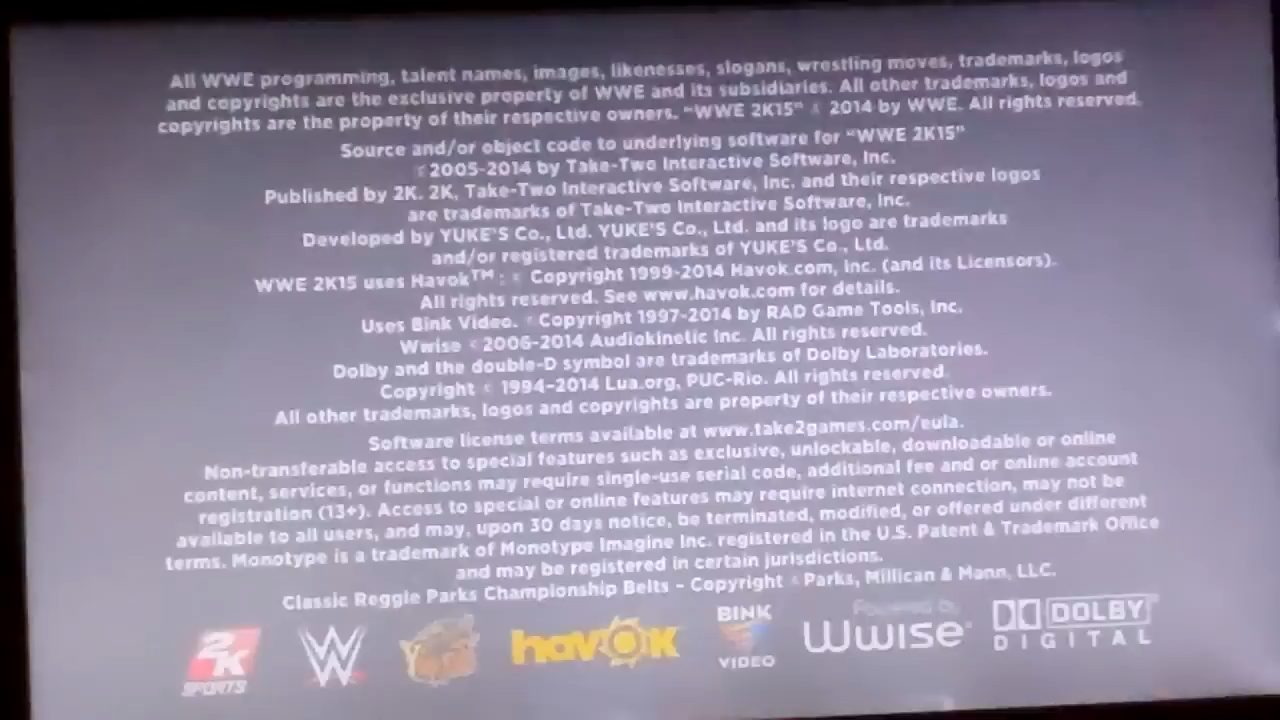 All WWE programming, talent names, images, likenesses, slogans, wrestling moves, trademarks, logos
and copyrights are the exclusive property of WWE and its subsidiaries. All other trademarks, logos and
copyrights are the property of their respective owners. "WWE 2K15" © 2014 by WWE. All rights reserved.
Source and/or object code to underlying software for "WWE 2K15"
©2005-2014 by Take-Two Interactive Software, Inc.
Published by 2K. 2K, Take-Two Interactive Software, Inc. and their respective logos
are trademarks of Take-Two Interactive Software, Inc.
Developed by YUKE'S Co., Ltd. YUKE'S Co., Ltd. and its logo are trademarks
and/or registered trademarks of YUKE'S Co., Ltd.
WWE 2K15 uses Havok™: © Copyright 1999-2014 Havok.com, Inc. (and its Licensors).
All rights reserved. See www.havok.com for details.
Uses Bink Video. ©Copyright 1997-2014 by RAD Game Tools, Inc.
Wwise ©2006-2014 Audiokinetic Inc. All rights reserved.
Dolby and the double-D symbol are trademarks of Dolby Laboratories.
Copyright © 1994-2014 Lua.org, PUC-Rio. All rights reserved.
All other trademarks, logos and copyrights are property of their respective owners.
Software license terms available at www.take2games.com/eula.
Non-transferable access to special features such as exclusive, unlockable, downloadable or online
content, services, or functions may require single-use serial code, additional fee and or online account
registration (13+). Access to special or online features may require internet connection, may not be
available to all users, and may, upon 30 days notice, be terminated, modified, or offered under different
terms. Monotype is a trademark of Monotype Imagine Inc. registered in the U.S. Patent & Trademark Office
and may be registered in certain jurisdictions.
Classic Reggie Parks Championship Belts - Copyright © Parks, Millican & Mann, LLC.
2K SPORTS
W
havok
BINK VIDEO
Powered by Wwise
DOLBY DIGITAL